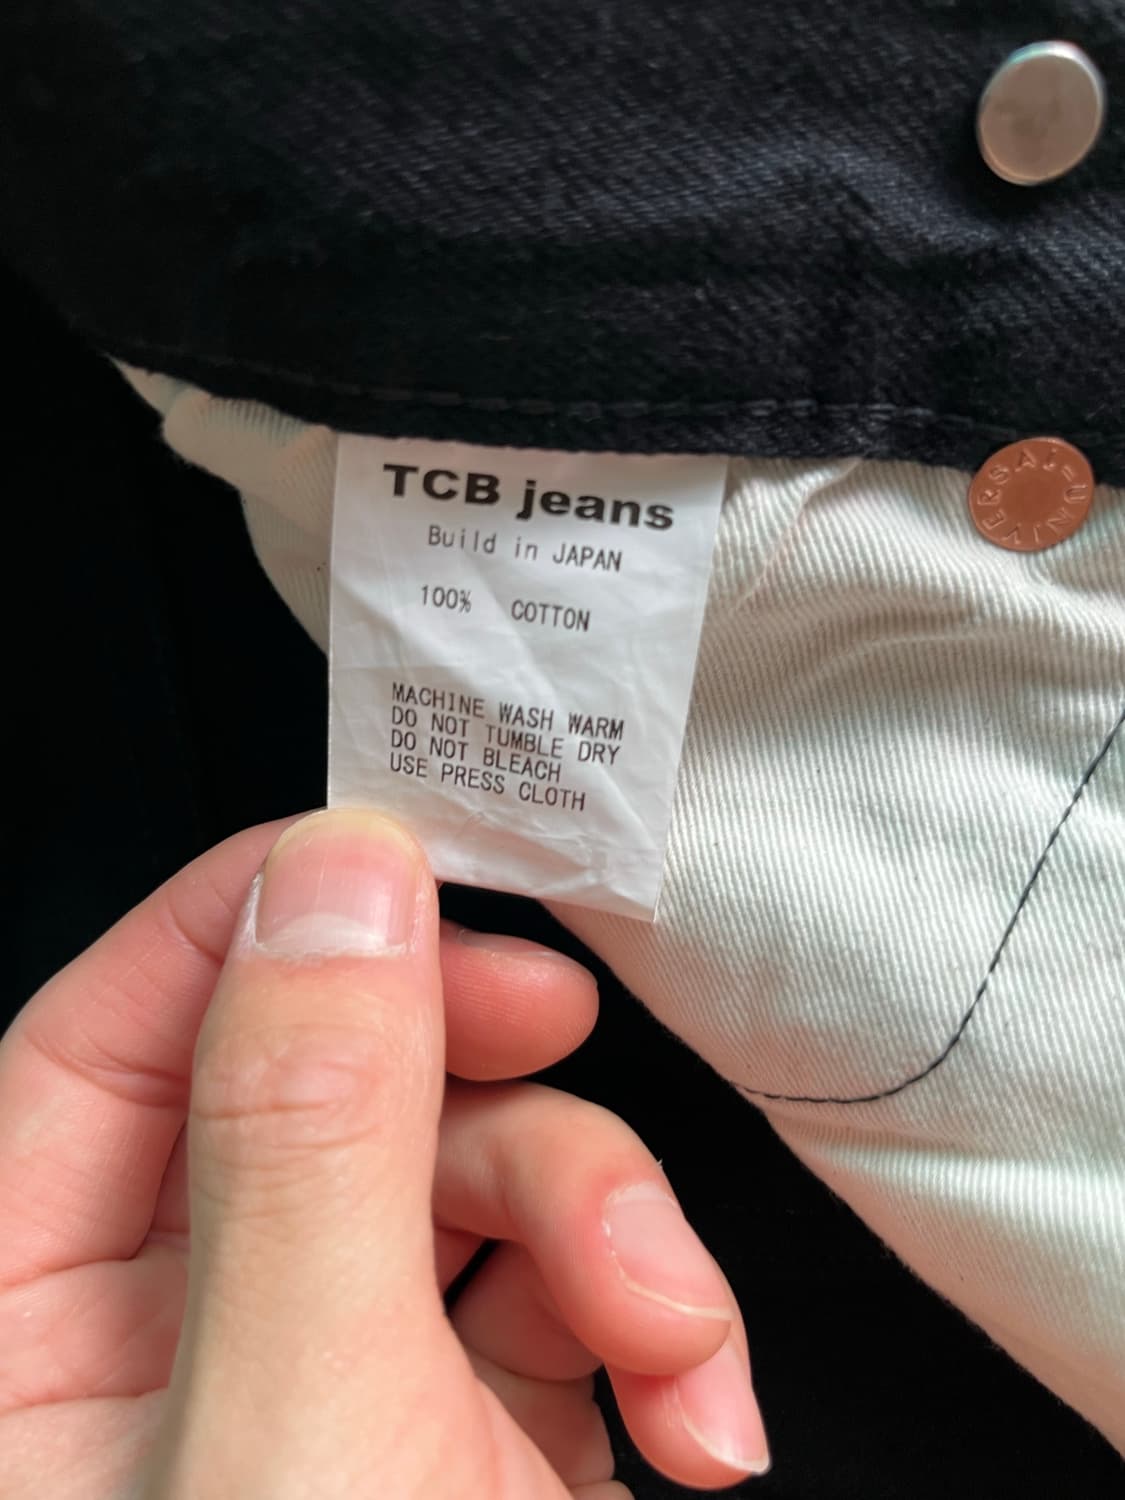 TCB jeans
Build in JAPAN
100% COTTON
MACHINE WASH WARM
DO NOT TUMBLE DRY
DO NOT BLEACH
USE PRESS CLOTH
UNIVERSAL